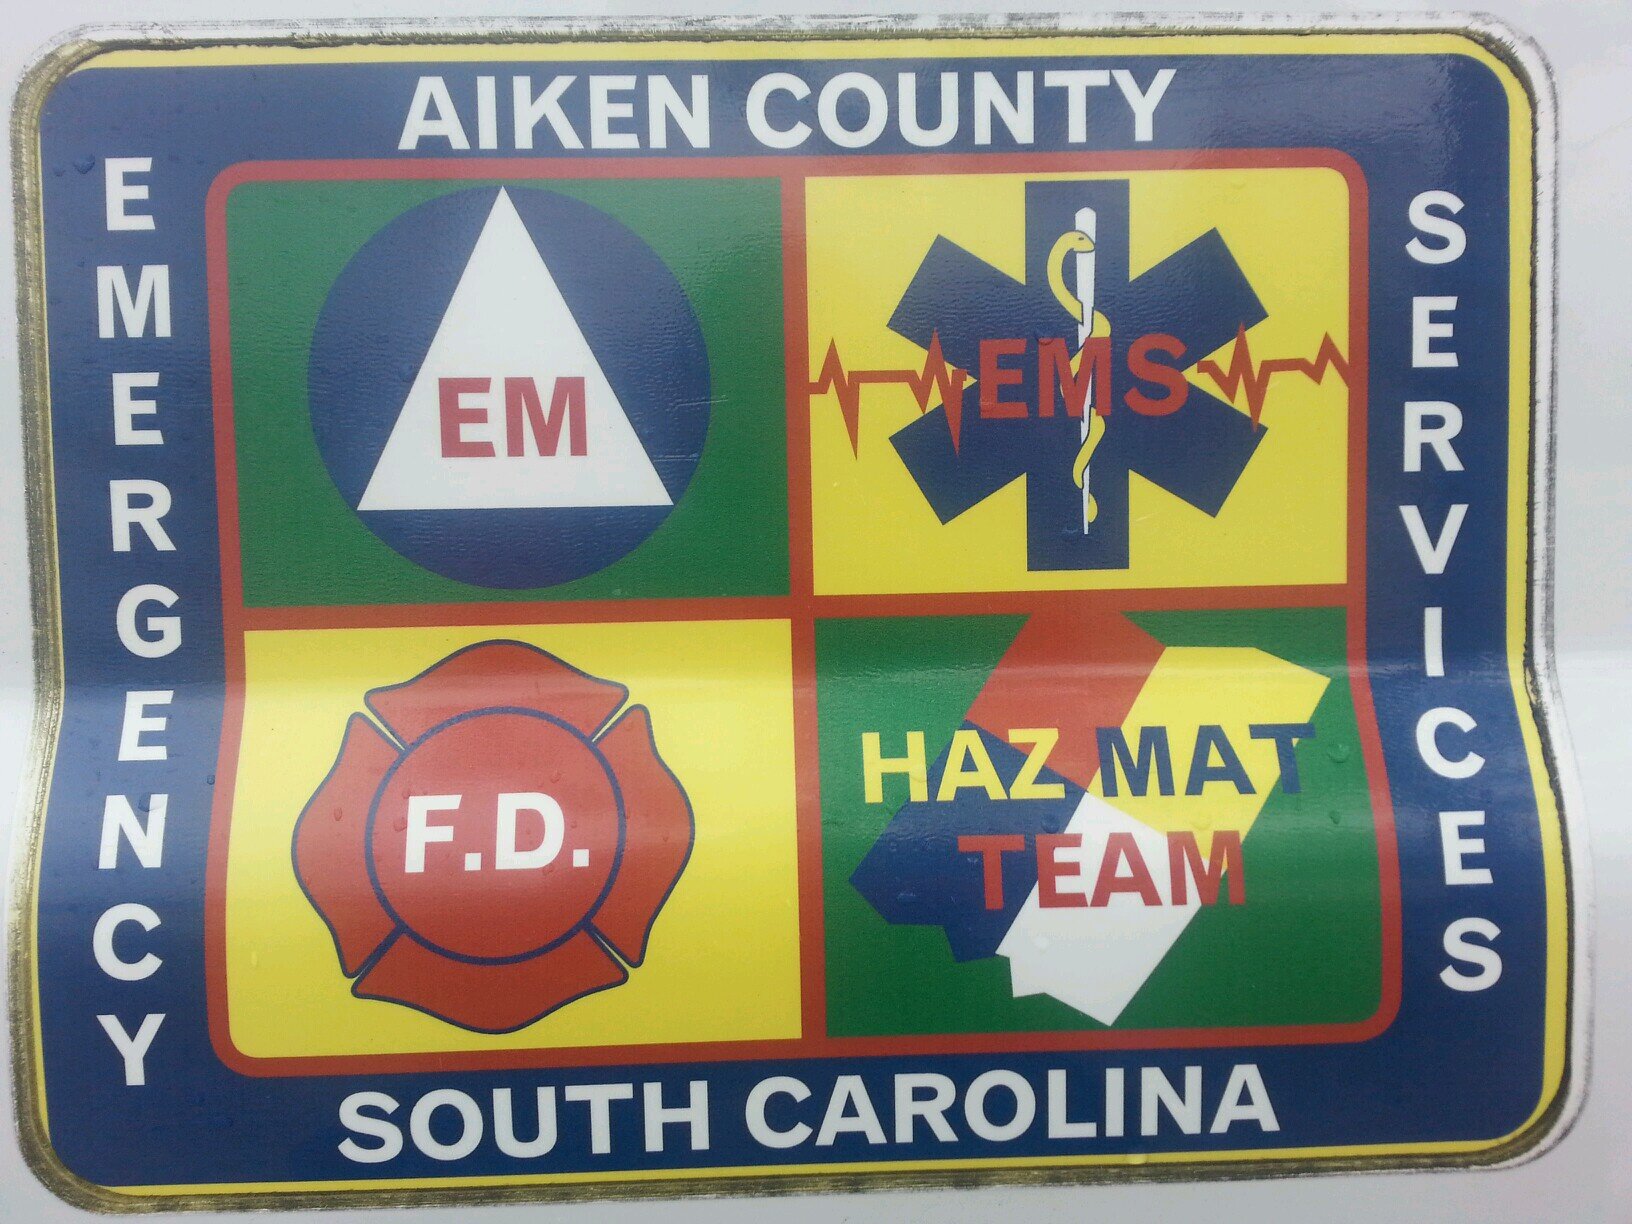 AIKEN COUNTY
EMERGENCY
SERVICES
EM
EMS
F.D.
HAZ MAT
TEAM
SOUTH CAROLINA